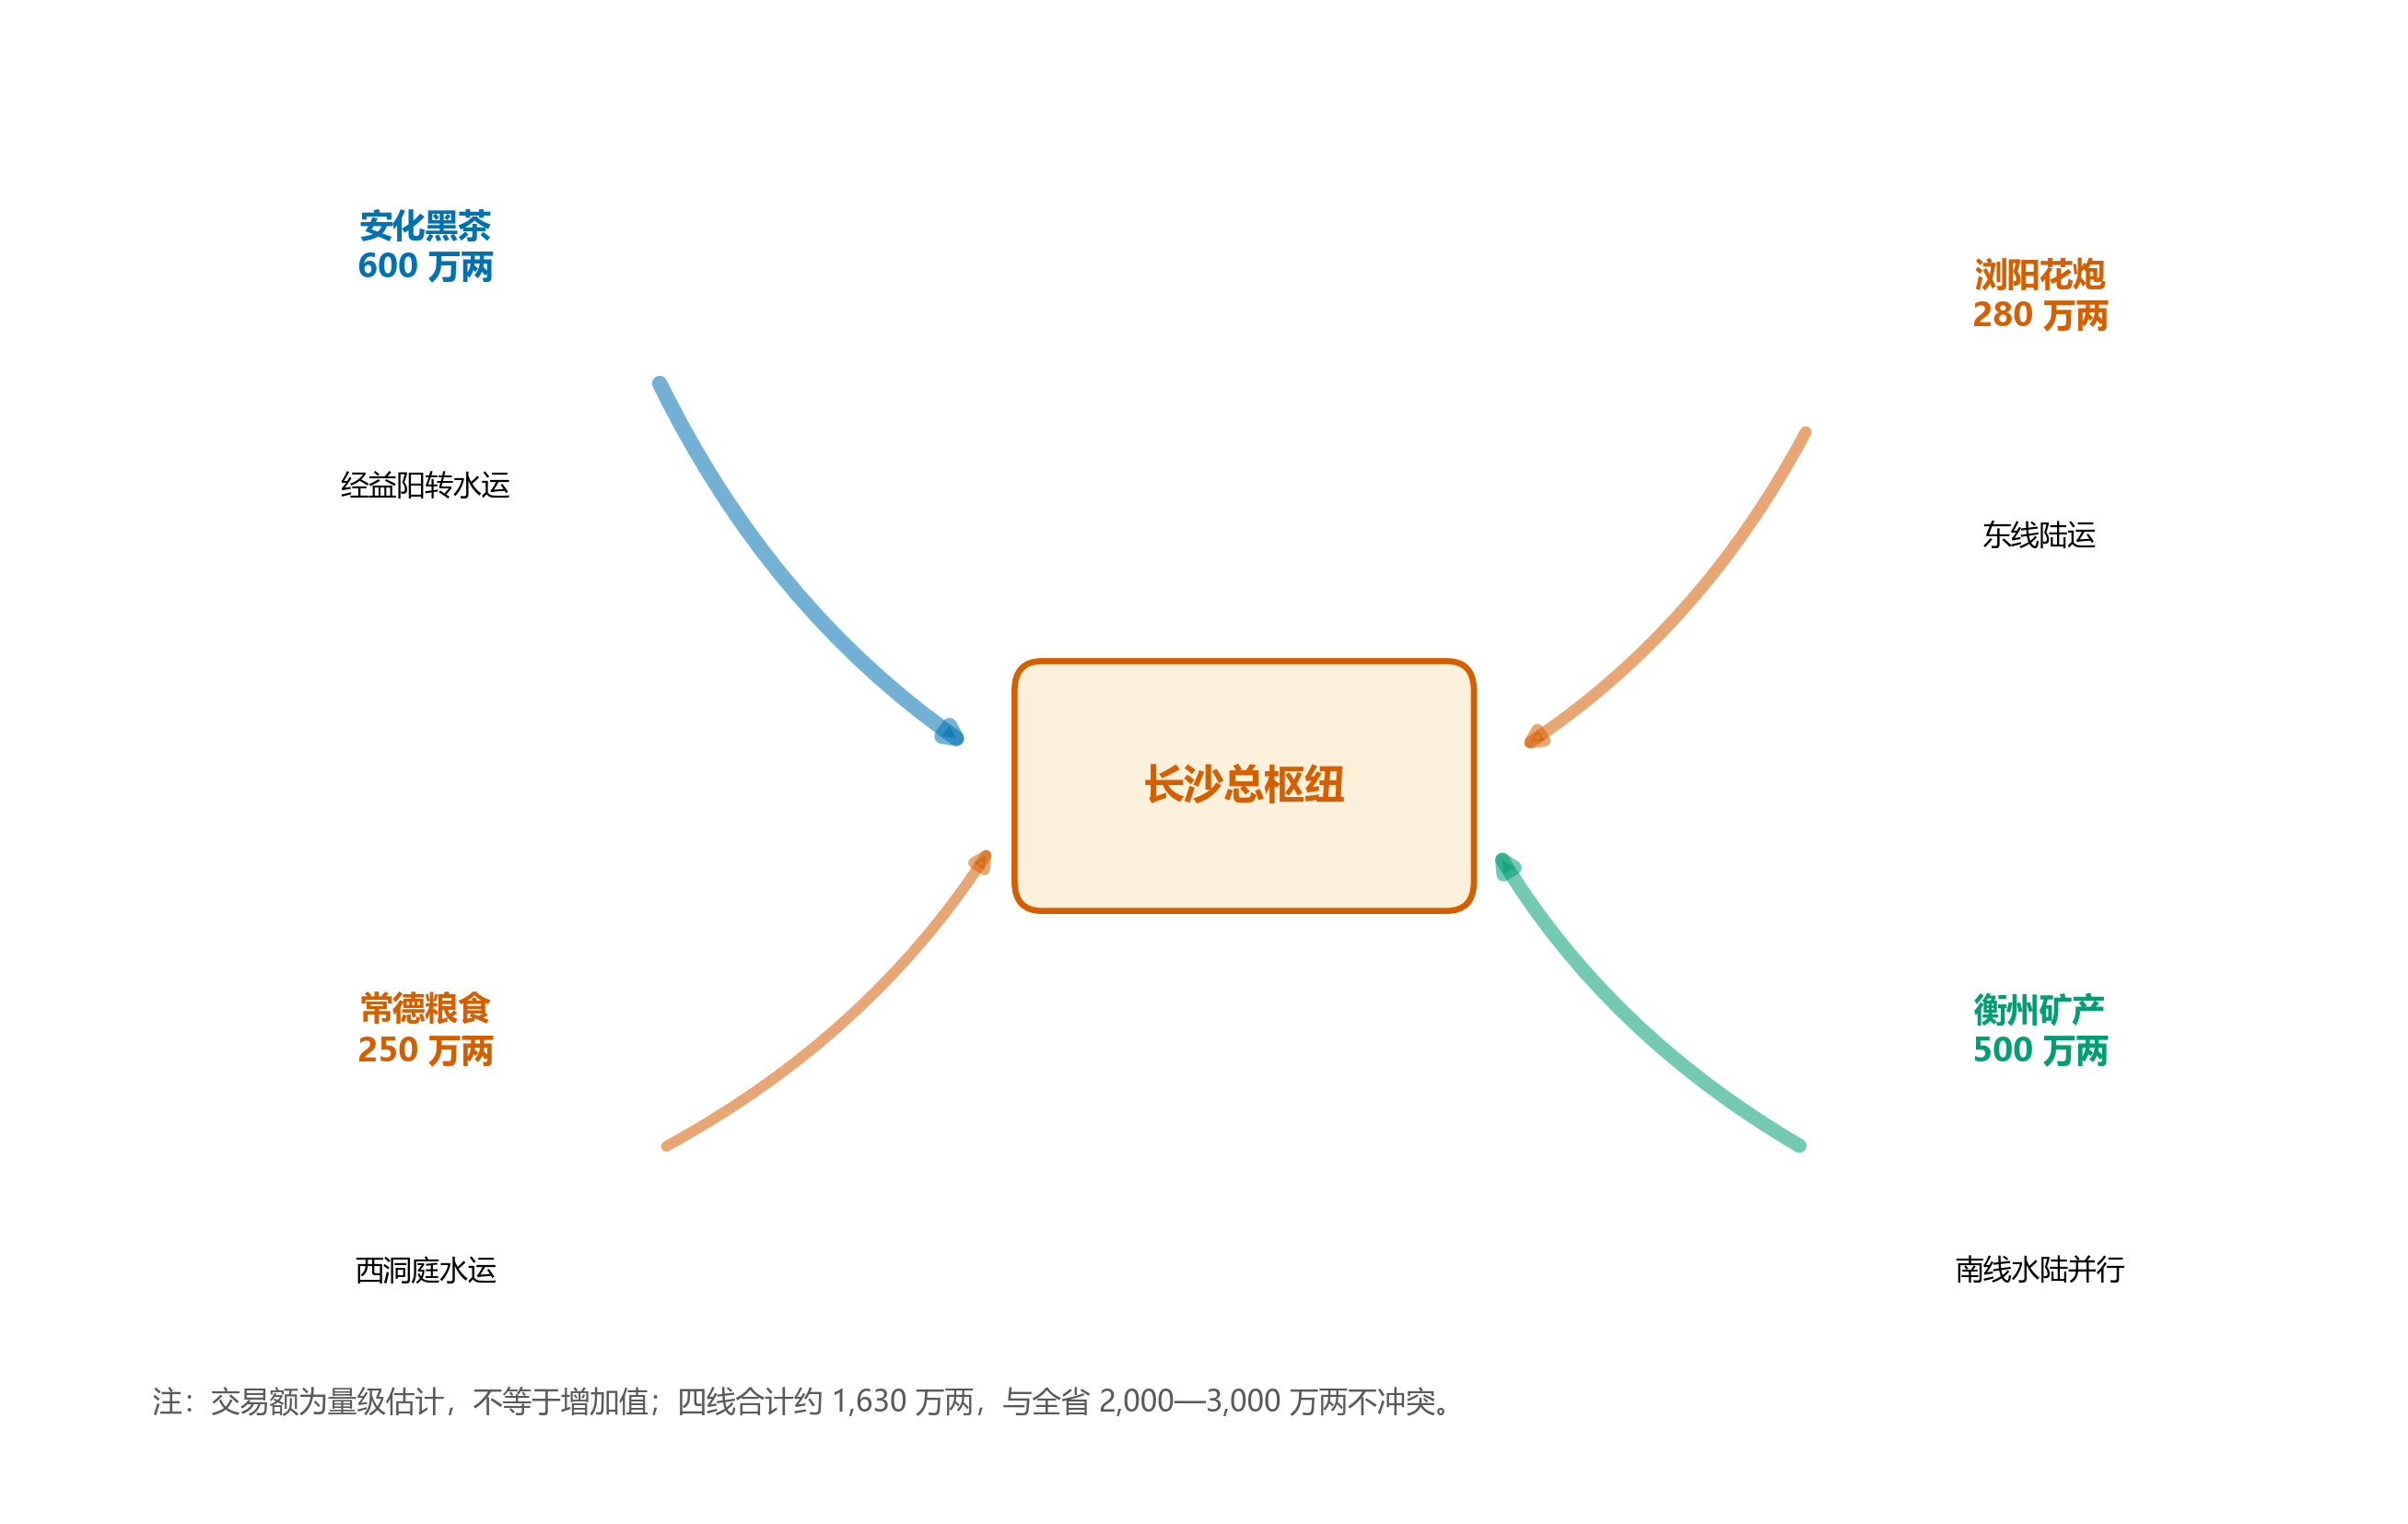 安化黑茶
600 万两
浏阳花炮
280 万两
经益阳转水运
东线陆运
长沙总枢纽
常德粮食
250 万两
衡州矿产
500 万两
西洞庭水运
南线水陆并行
注：交易额为量级估计，不等于增加值；四线合计约 1,630 万两，与全省 2,000—3,000 万两不冲突。